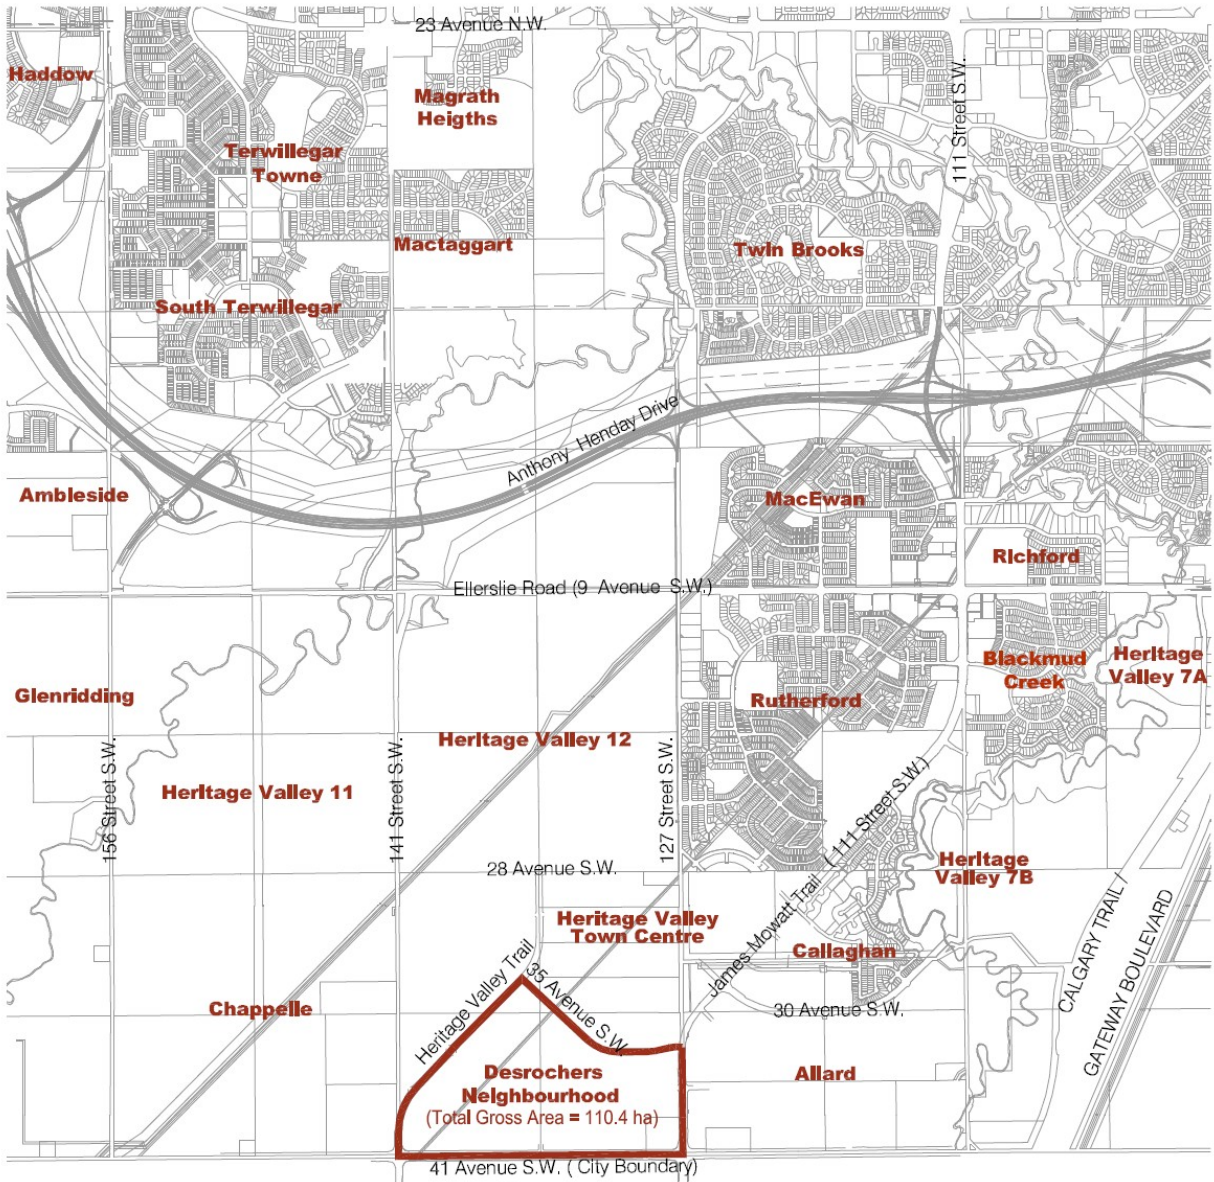 23 Avenue N.W.
Haddow
Magrath
Heigths
111 Street S.W.
Terwillegar
Towne
Mactaggart
Twin Brooks
South Terwillegar
Anthony Henday Drive
Ambleside
MacEwan
RIchford
Ellerslie Road (9 Avenue S.W.)
Glenridding
Rutherford
Blackmud
Creek
HerItage
Valley 7A
HerItage Valley 12
HerItage Valley 11
156 Street S.W.
141 Street S.W.
127 Street S.W.
James Mowatt Trail (111 Street S.W.)
28 Avenue S.W.
HerItage
Valley 7B
Heritage Valley
Town Centre
Callaghan
CALGARY TRAIL /
GATEWAY BOULEVARD
Heritage Valley Trail
35 Avenue S.W.
Chappelle
30 Avenue S.W.
Allard
Desrochers
NeIghbourhood
(Total Gross Area = 110.4 ha)
41 Avenue S.W. ( City Boundary)